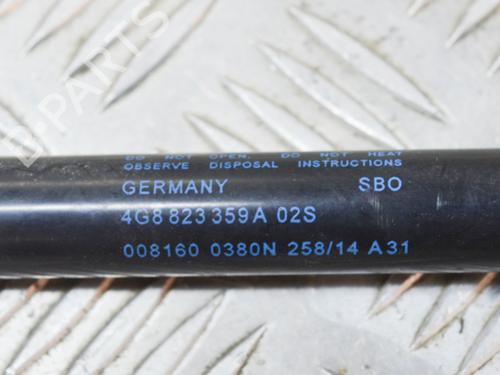 B-PARTS
DO NOT OPEN. DO NOT HEAT
OBSERVE DISPOSAL INSTRUCTIONS
GERMANY SBO
4G8 823 359 A 02S
008160 0380N 258/14 A31